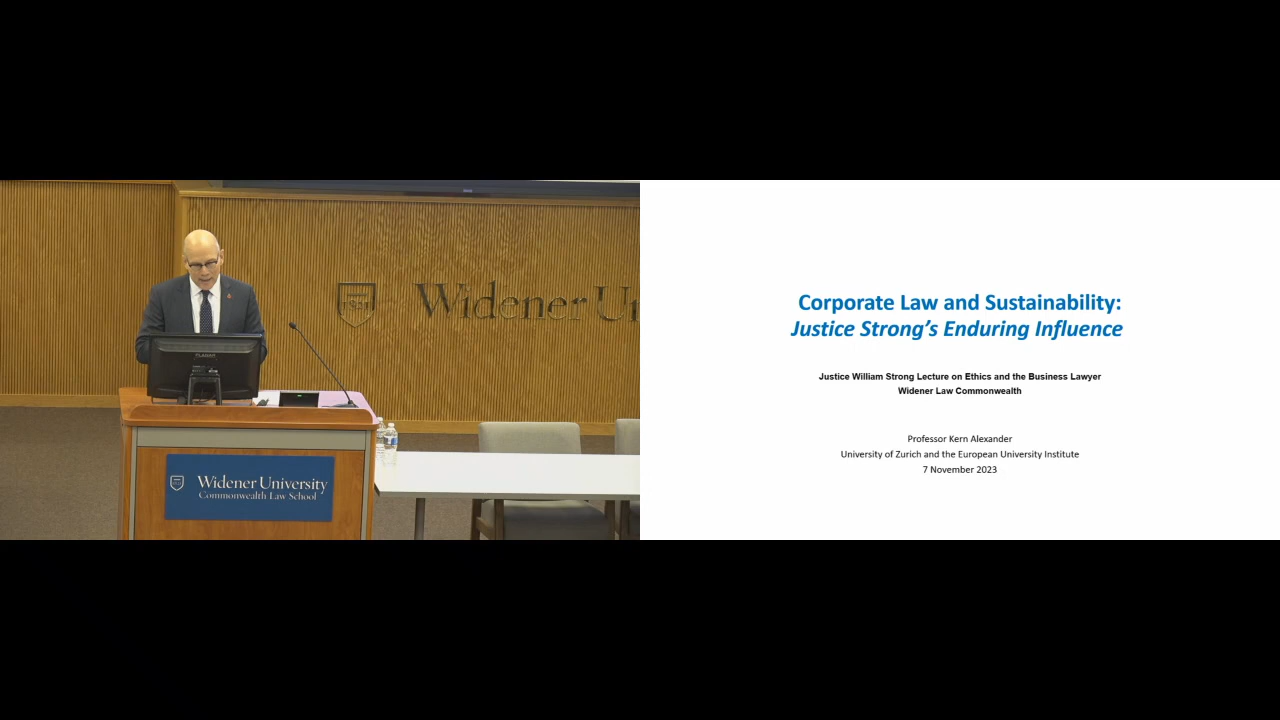 Widener Un
Widener University
Commonwealth Law School
Corporate Law and Sustainability:
Justice Strong's Enduring Influence
Justice William Strong Lecture on Ethics and the Business Lawyer
Widener Law Commonwealth
Professor Kern Alexander
University of Zurich and the European University Institute
7 November 2023